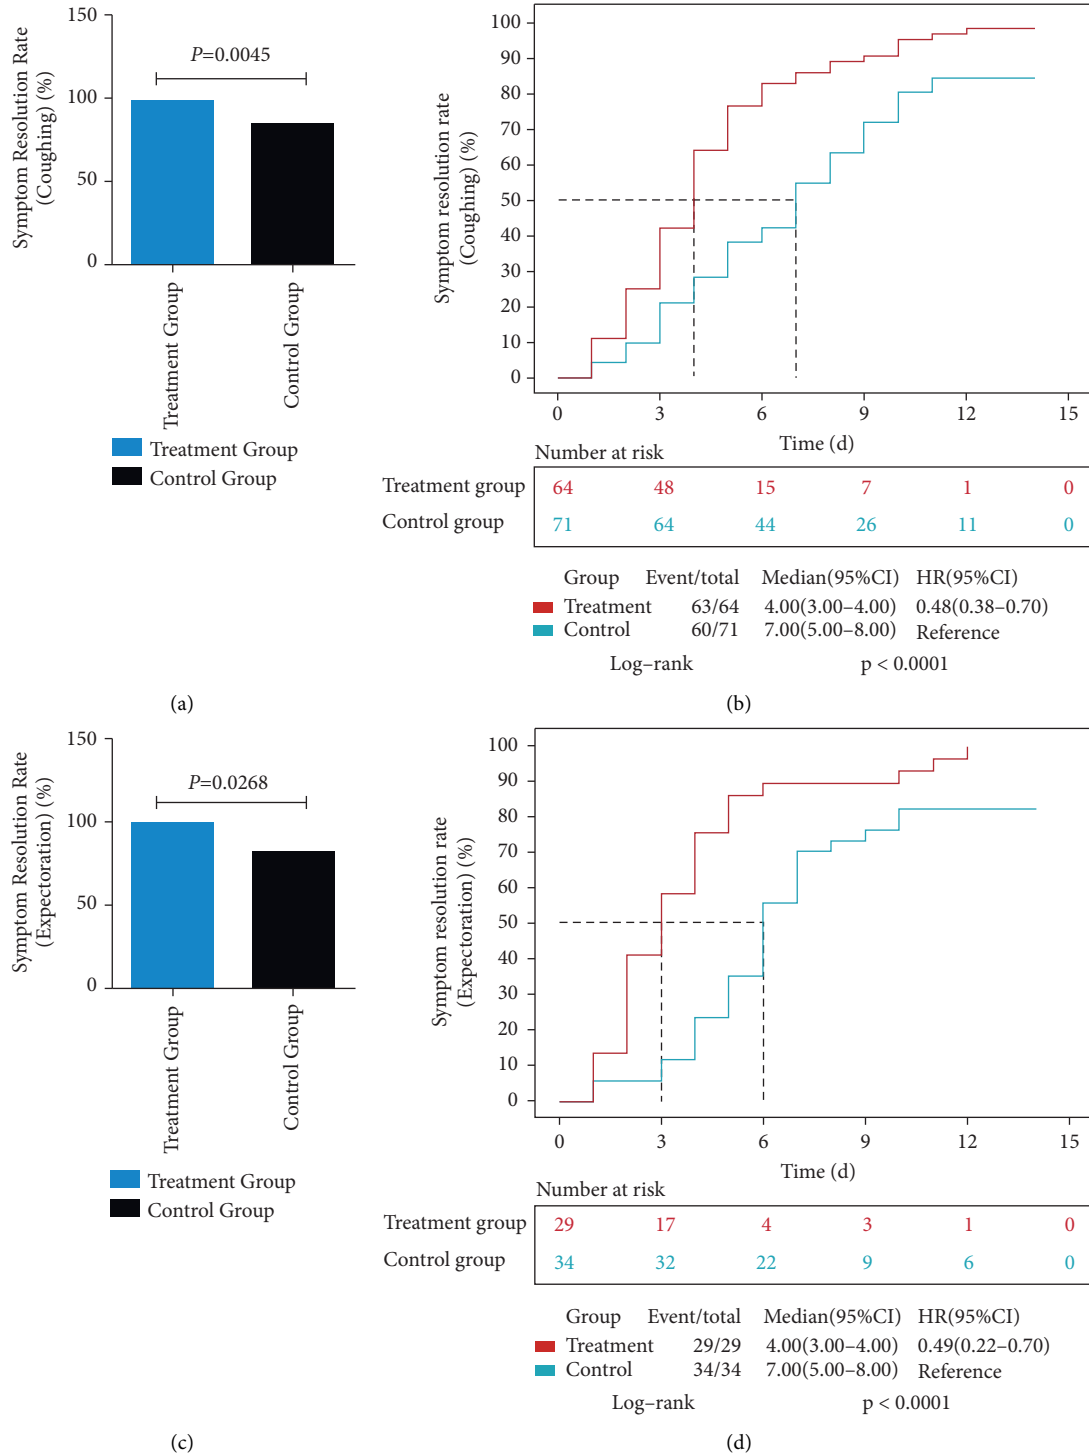 150
100
50
0
Symptom Resolution Rate
(Coughing) (%)
P=0.0045
Treatment Group
Control Group
Treatment Group
Control Group
(a)
100
90
80
70
60
50
40
30
20
10
0
Symptom resolution rate
(Coughing) (%)
0 3 6 9 12 15
Time (d)
Number at risk
Treatment group 64 48 15 7 1 0
Control group 71 64 44 26 11 0
Group Event/total Median(95%CI) HR(95%CI)
Treatment 63/64 4.00(3.00–4.00) 0.48(0.38–0.70)
Control 60/71 7.00(5.00–8.00) Reference
Log–rank p < 0.0001
(b)
150
100
50
0
Symptom Resolution Rate
(Expectoration) (%)
P=0.0268
Treatment Group
Control Group
Treatment Group
Control Group
(c)
100
90
80
70
60
50
40
30
20
10
0
Symptom resolution rate
(Expectoration) (%)
0 3 6 9 12 15
Time (d)
Number at risk
Treatment group 29 17 4 3 1 0
Control group 34 32 22 9 6 0
Group Event/total Median(95%CI) HR(95%CI)
Treatment 29/29 4.00(3.00–4.00) 0.49(0.22–0.70)
Control 34/34 7.00(5.00–8.00) Reference
Log–rank p < 0.0001
(d)